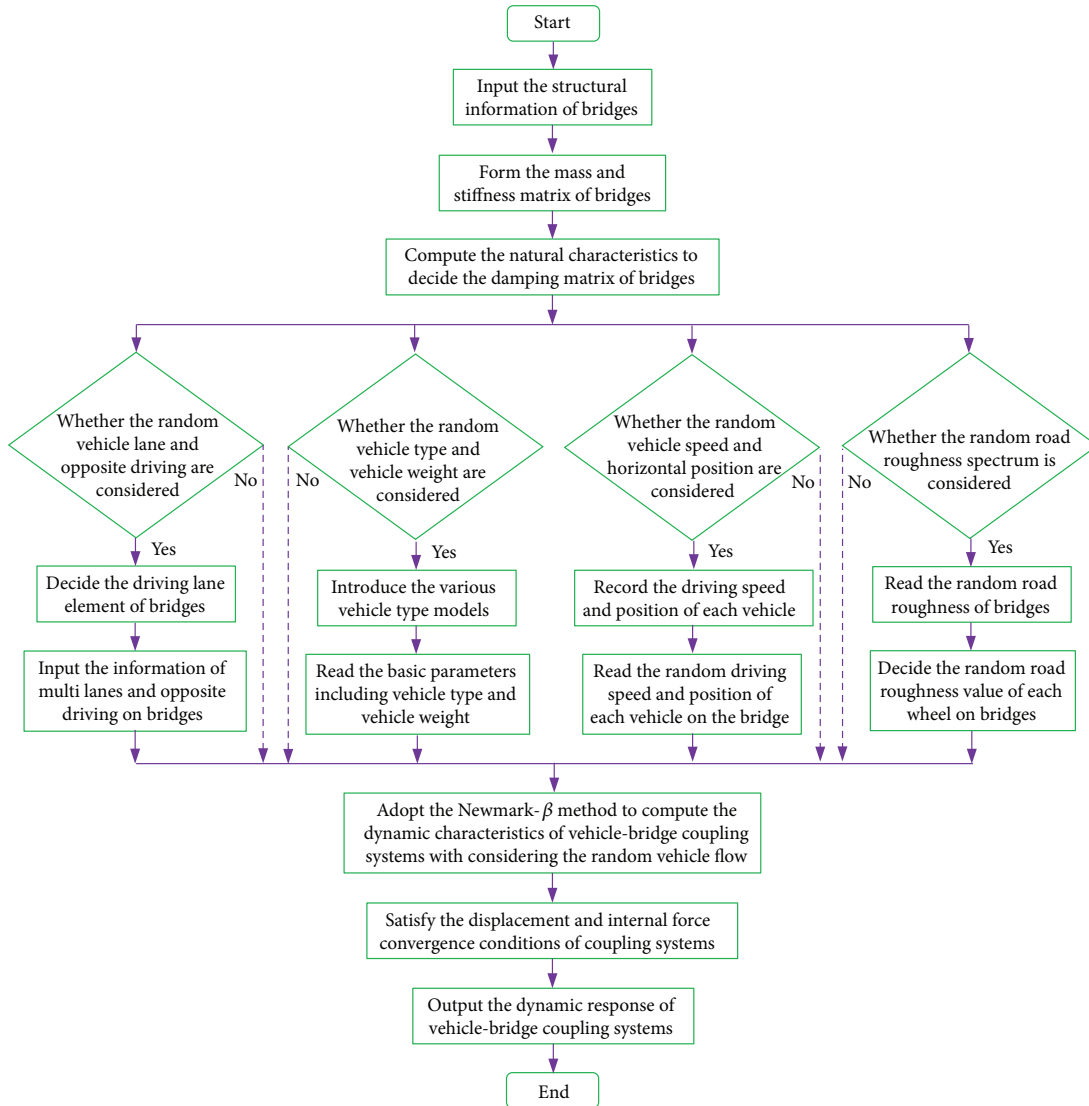 Start
Input the structural
information of bridges
Form the mass and
stiffness matrix of bridges
Compute the natural characteristics to
decide the damping matrix of bridges
Whether the random
vehicle lane and
opposite driving are
considered
No
Yes
Decide the driving lane
element of bridges
Input the information of
multi lanes and opposite
driving on bridges
Whether the random
vehicle type and
vehicle weight are
considered
No
Yes
Introduce the various
vehicle type models
Read the basic parameters
including vehicle type and
vehicle weight
Whether the random
vehicle speed and
horizontal position are
considered
No
Yes
Record the driving speed
and position of each vehicle
Read the random driving
speed and position of
each vehicle on the bridge
Whether the random road
roughness spectrum is
considered
No
Yes
Read the random road
roughness of bridges
Decide the random road
roughness value of each
wheel on bridges
Adopt the Newmark-β method to compute the
dynamic characteristics of vehicle-bridge coupling
systems with considering the random vehicle flow
Satisfy the displacement and internal force
convergence conditions of coupling systems
Output the dynamic response of
vehicle-bridge coupling systems
End